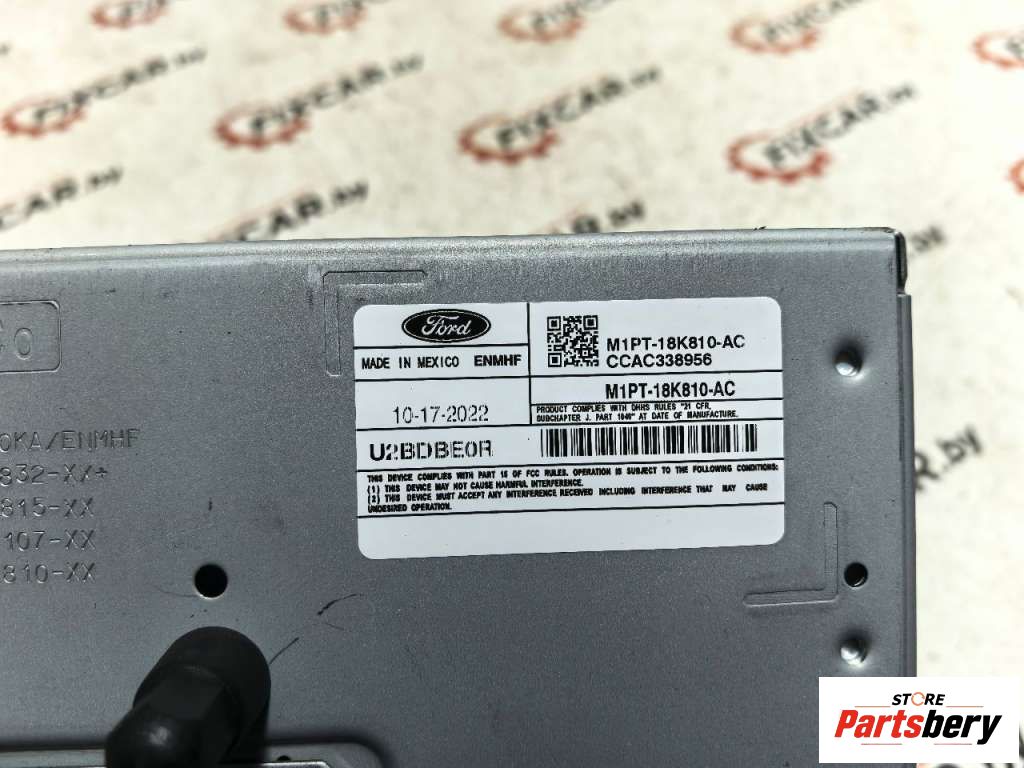 FIXCAR.by
Ford
MADE IN MEXICO ENMHF
M1PT-18K810-AC
CCAC338956
M1PT-18K810-AC
10-17-2022
PRODUCT COMPLIES WITH DHHS RULES "21 CFR,
SUBCHAPTER J. PART 1040" AT DATE OF MANUFACTURE.
U2BDBE0R
THIS DEVICE COMPLIES WITH PART 15 OF FCC RULES. OPERATION IS SUBJECT TO THE FOLLOWING CONDITIONS:
(1) THIS DEVICE MAY NOT CAUSE HARMFUL INTERFERENCE.
(2) THIS DEVICE MUST ACCEPT ANY INTERFERENCE RECEIVED INCLUDING INTERFERENCE THAT MAY CAUSE
UNDESIRED OPERATION.
OKA/ENMHF
832-XX*
815-XX
107-XX
810-XX
STORE
Partsbery